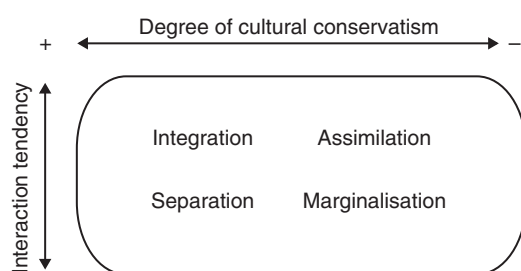 Degree of cultural conservatism
+ –
Interaction tendency
Integration Assimilation
Separation Marginalisation